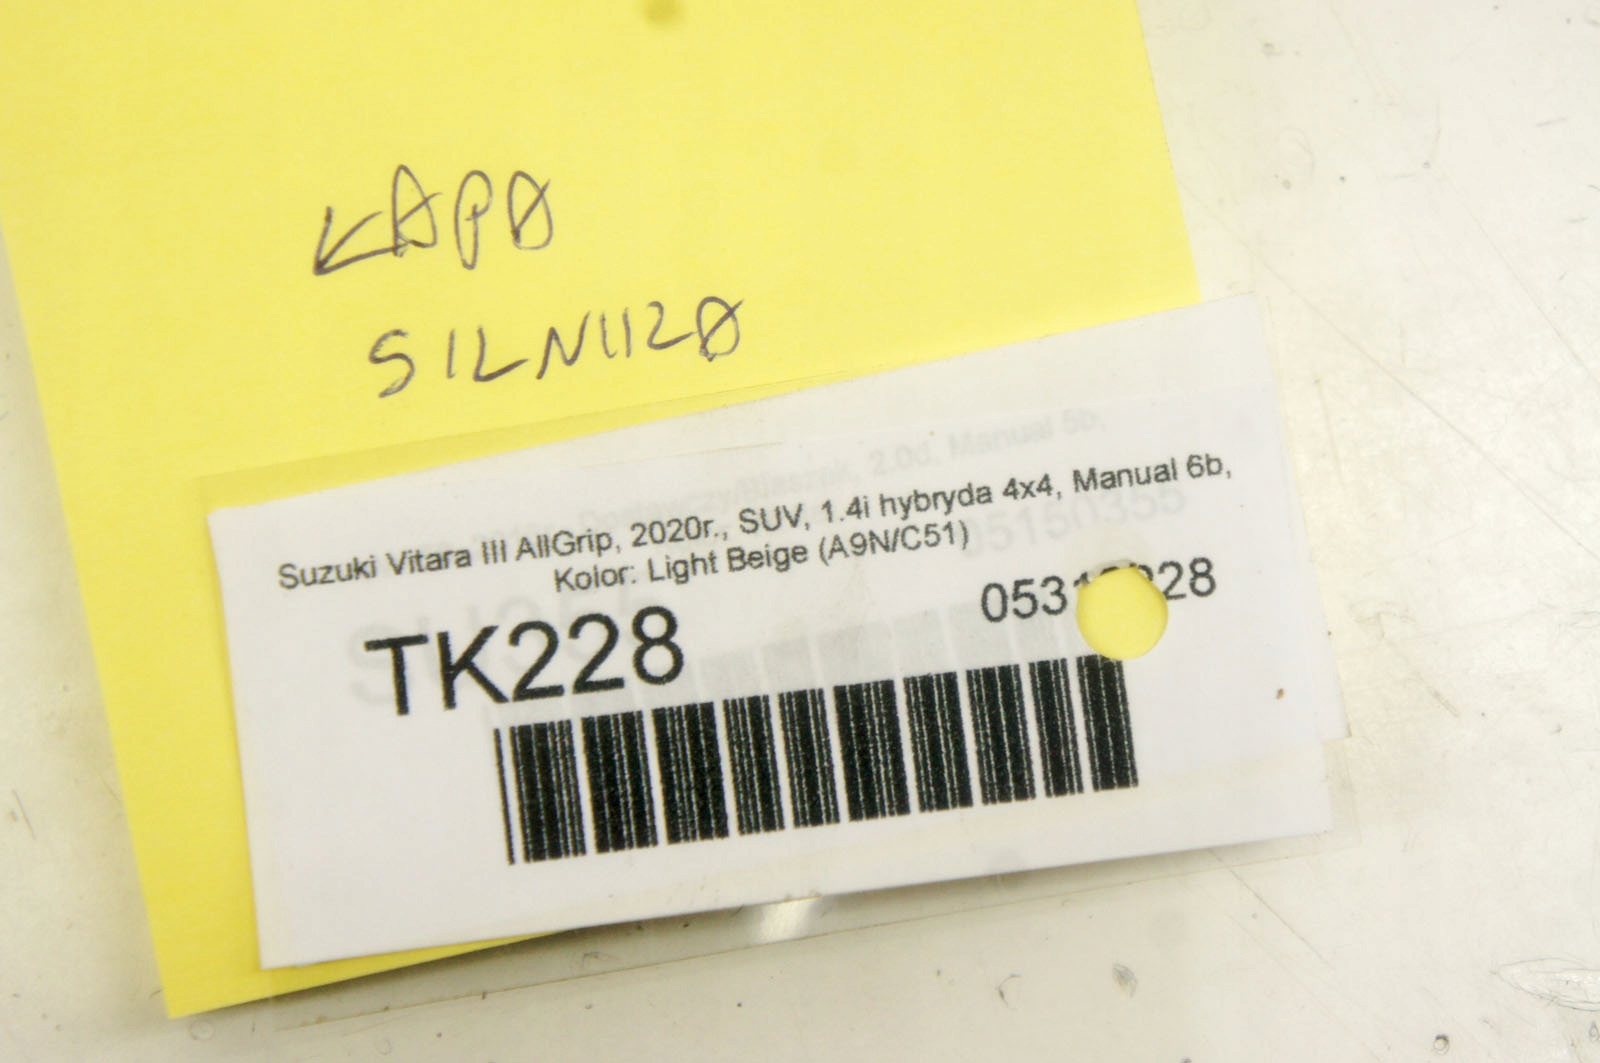 KAPØ
SILN1120
Suzuki Vitara III AllGrip, 2020r., SUV, 1.4i hybryda 4x4, Manual 6b,
Kolor: Light Beige (A9N/C51)
TK228